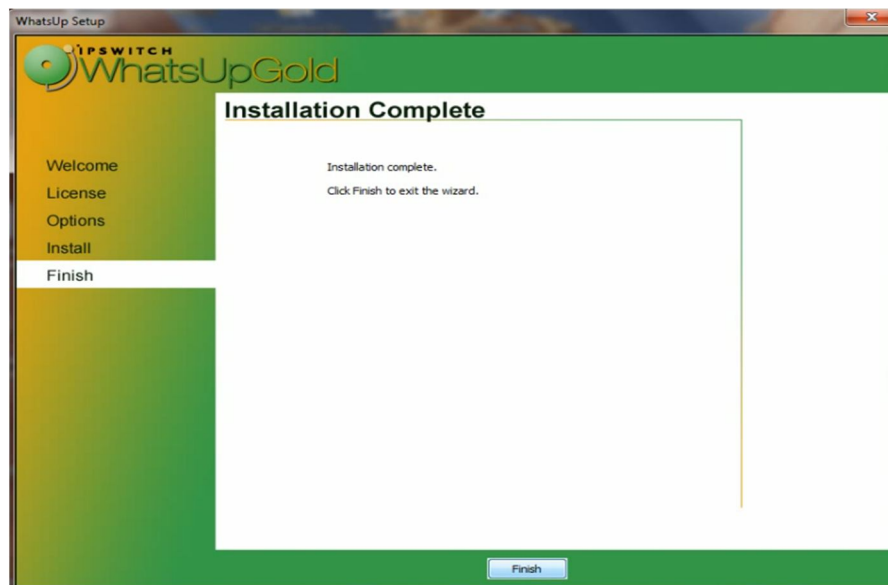 WhatsUp Setup
IPSWITCH
WhatsUpGold
Installation Complete
Welcome
License
Options
Install
Finish
Installation complete.
Click Finish to exit the wizard.
Finish